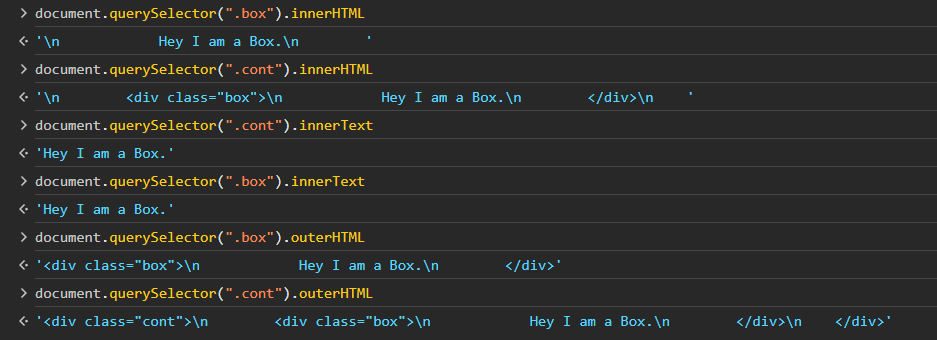 > document.querySelector(".box").innerHTML
<· '\n            Hey I am a Box.\n        '
> document.querySelector(".cont").innerHTML
<· '\n        <div class="box">\n            Hey I am a Box.\n        </div>\n    '
> document.querySelector(".cont").innerText
<· 'Hey I am a Box.'
> document.querySelector(".box").innerText
<· 'Hey I am a Box.'
> document.querySelector(".box").outerHTML
<· '<div class="box">\n            Hey I am a Box.\n        </div>'
> document.querySelector(".cont").outerHTML
<· '<div class="cont">\n        <div class="box">\n            Hey I am a Box.\n        </div>\n    </div>'